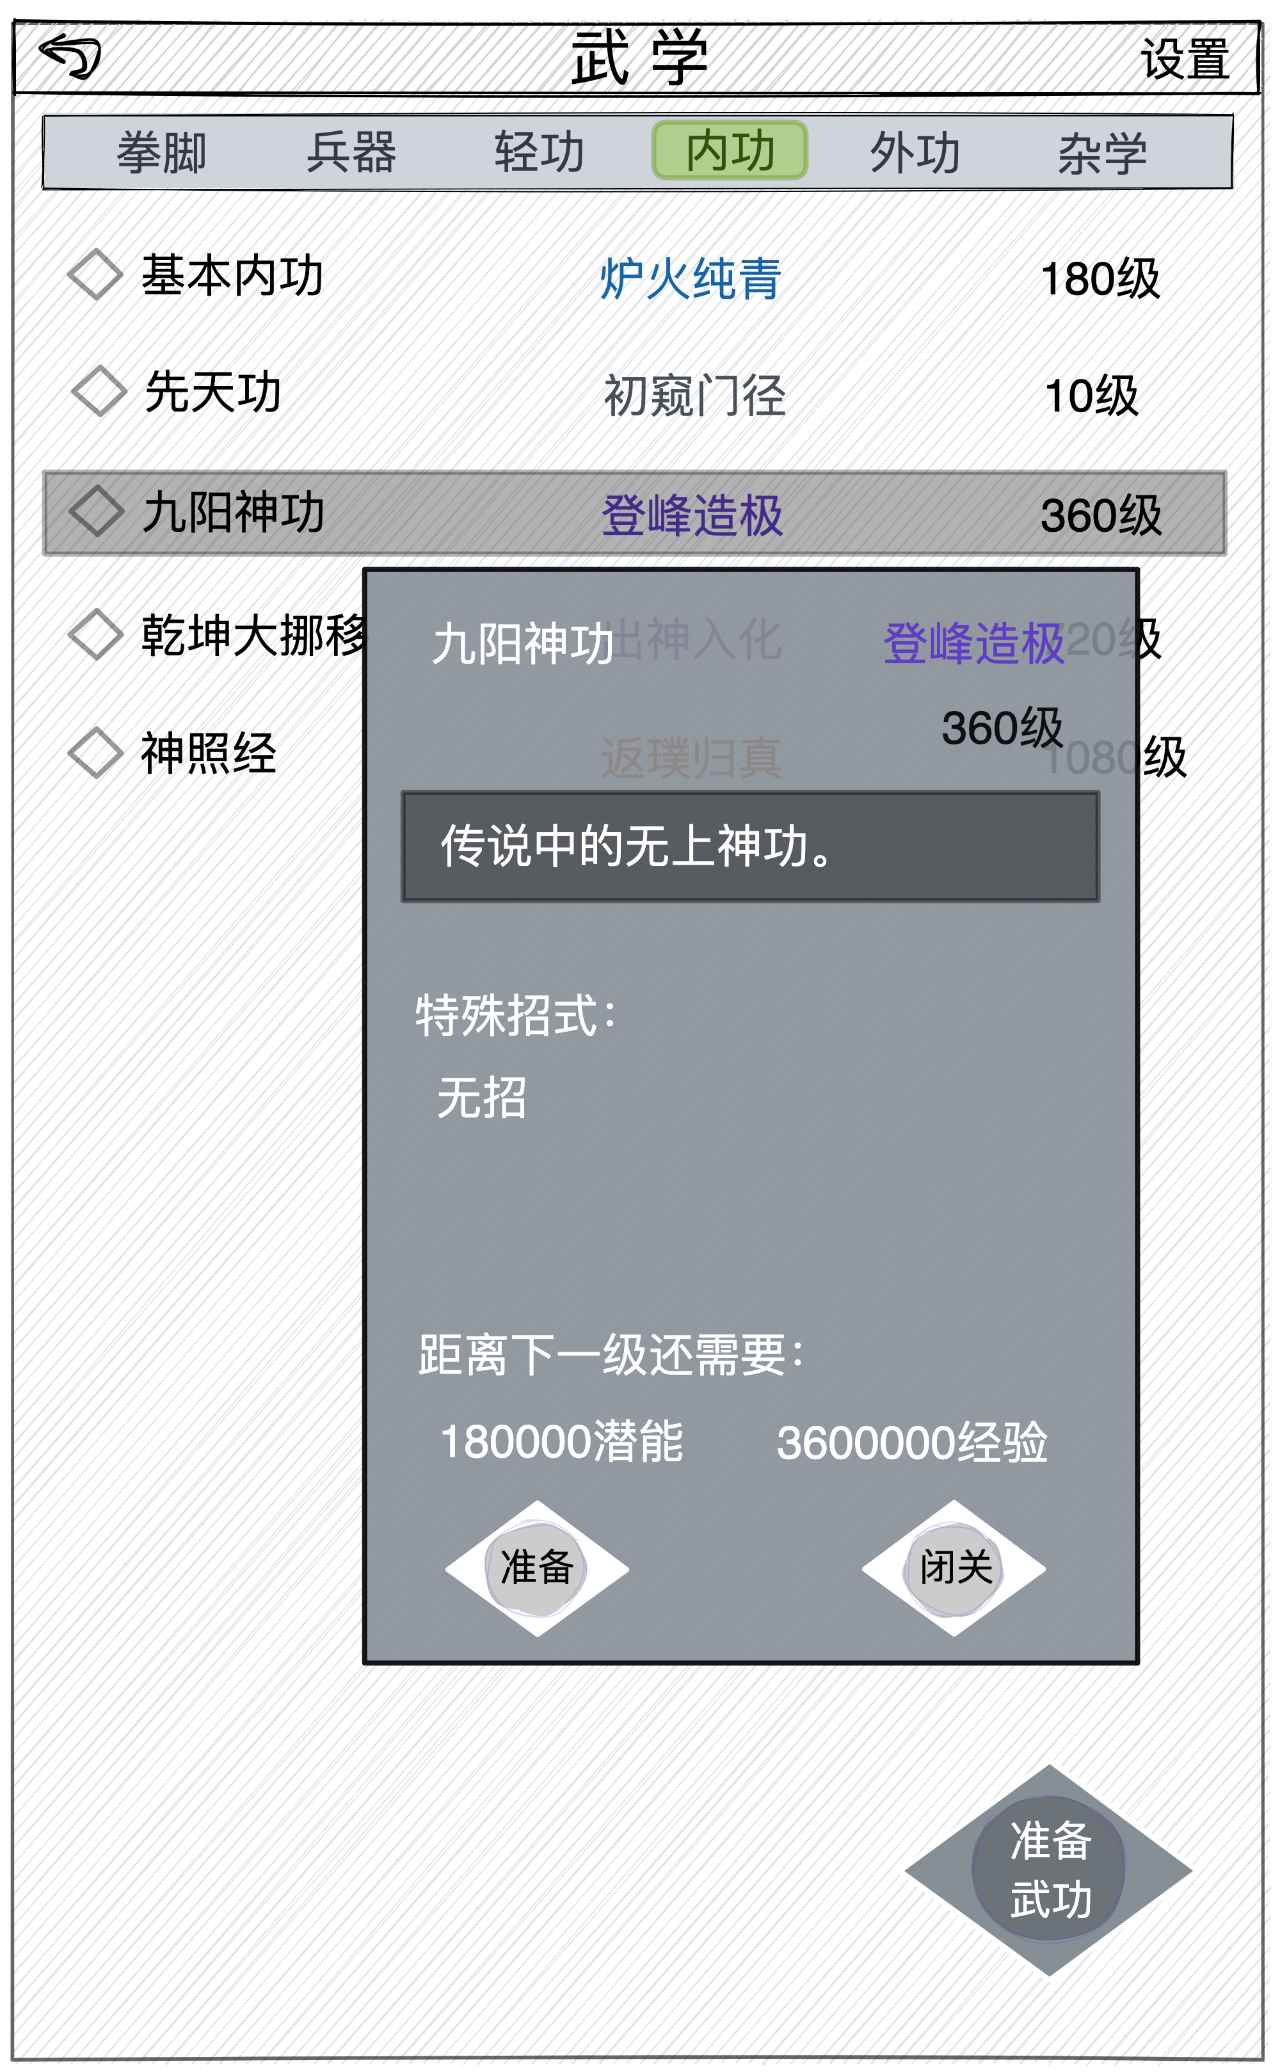 武 学 设置
拳脚 兵器 轻功 内功 外功 杂学
基本内功 炉火纯青 180级
先天功 初窥门径 10级
九阳神功 登峰造极 360级
乾坤大挪移 出神入化 720级
神照经 返璞归真 1080级
九阳神功 登峰造极
360级
传说中的无上神功。
特殊招式：
无招
距离下一级还需要：
180000潜能 3600000经验
准备 闭关
准备
武功